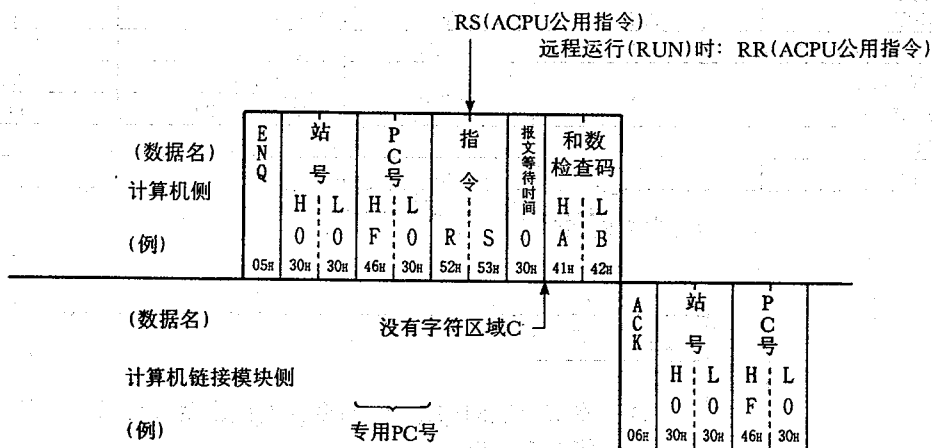 RS(ACPU公用指令)
远程运行(RUN)时: RR(ACPU公用指令)
(数据名)
计算机侧
(例)
ENQ
站号
PC号
指令
报文等待时间
和数检查码
H L H L H L
0 0 F 0 R S 0 A B
05H 30H 30H 46H 30H 52H 53H 30H 41H 42H
(数据名)
没有字符区域C
计算机链接模块侧
(例)
专用PC号
ACK
站号
PC号
H L H L
0 0 F 0
06H 30H 30H 46H 30H